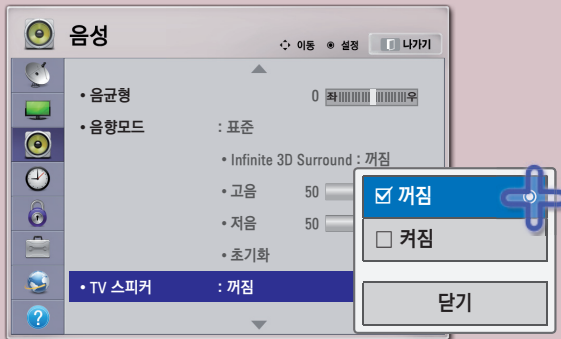 음성
이동 ⊙ 설정 나가기
• 음균형 0 좌 우
• 음향모드 : 표준
• Infinite 3D Surround : 꺼짐
• 고음 50
• 저음 50
• 초기화
• TV 스피커 : 꺼짐
☑ 꺼짐
☐ 켜짐
닫기
?